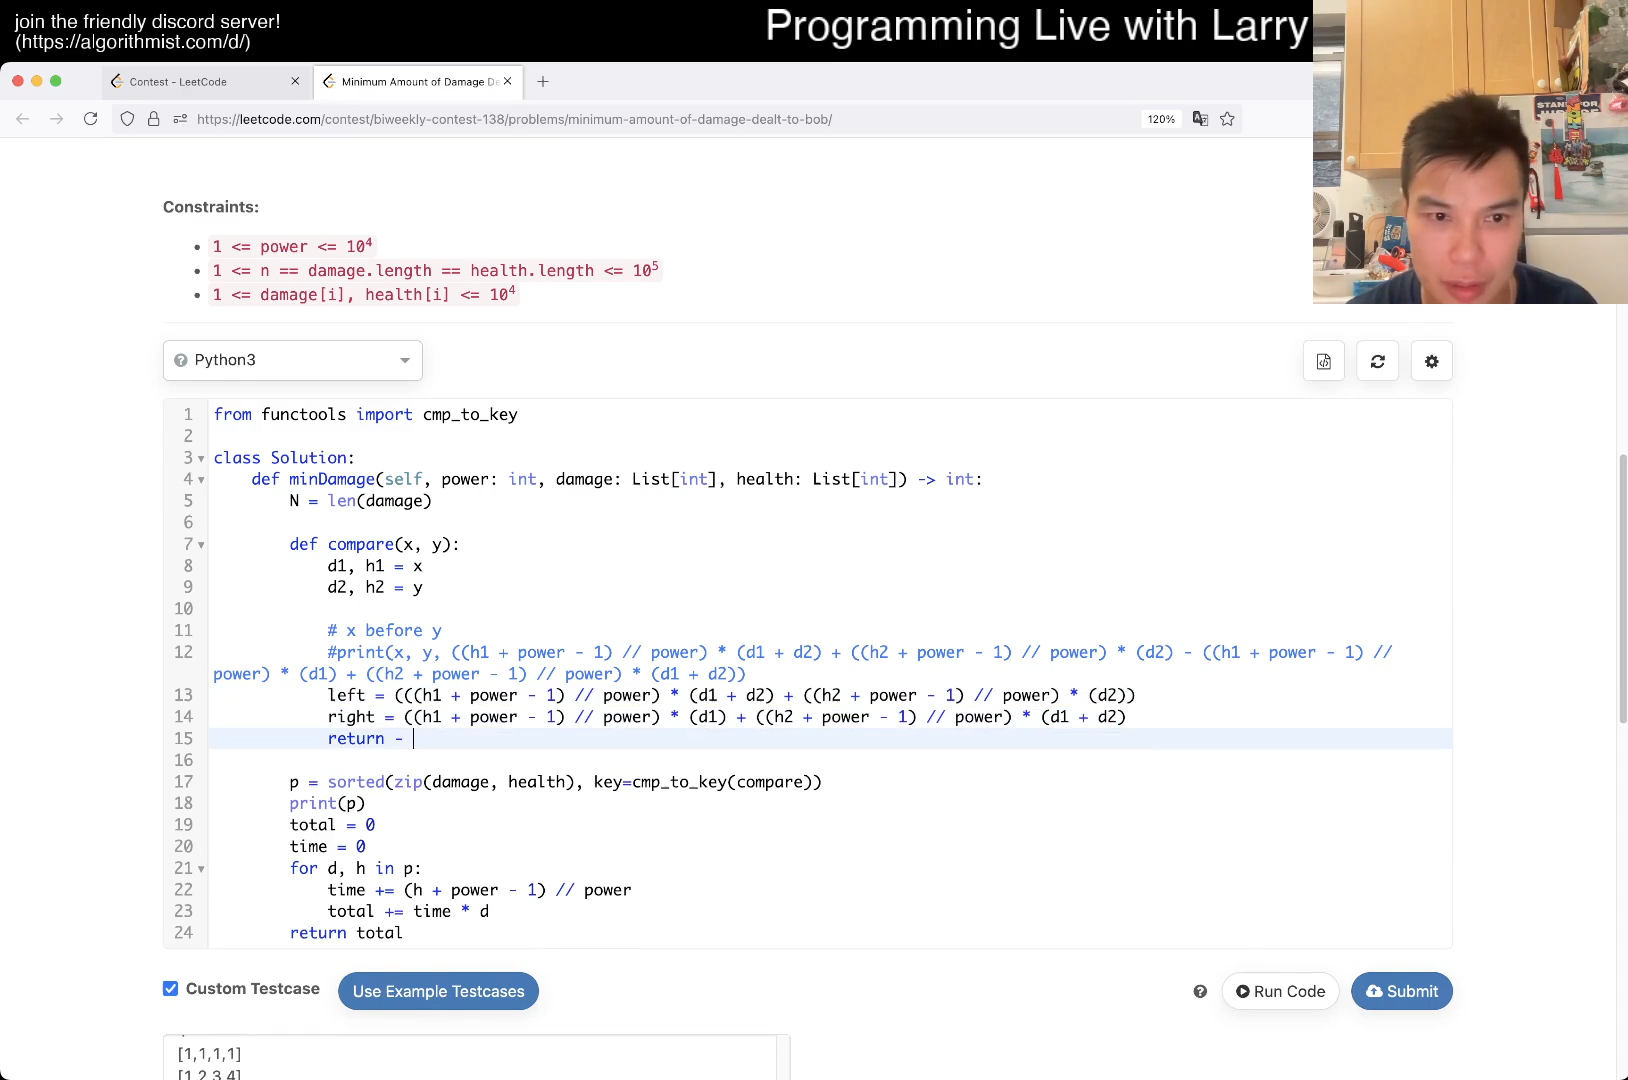 join the friendly discord server!
(https://algorithmist.com/d/)
Programming Live with Larry
Contest - LeetCode
Minimum Amount of Damage De
https://leetcode.com/contest/biweekly-contest-138/problems/minimum-amount-of-damage-dealt-to-bob/
120%
Constraints:
1 <= power <= 10^4
1 <= n == damage.length == health.length <= 10^5
1 <= damage[i], health[i] <= 10^4
Python3
1 from functools import cmp_to_key
2
3 class Solution:
4     def minDamage(self, power: int, damage: List[int], health: List[int]) -> int:
5         N = len(damage)
6
7         def compare(x, y):
8             d1, h1 = x
9             d2, h2 = y
10
11             # x before y
12             #print(x, y, ((h1 + power - 1) // power) * (d1 + d2) + ((h2 + power - 1) // power) * (d2) - ((h1 + power - 1) //
power) * (d1) + ((h2 + power - 1) // power) * (d1 + d2))
13             left = (((h1 + power - 1) // power) * (d1 + d2) + ((h2 + power - 1) // power) * (d2))
14             right = ((h1 + power - 1) // power) * (d1) + ((h2 + power - 1) // power) * (d1 + d2)
15             return -
16
17         p = sorted(zip(damage, health), key=cmp_to_key(compare))
18         print(p)
19         total = 0
20         time = 0
21         for d, h in p:
22             time += (h + power - 1) // power
23             total += time * d
24         return total
Custom Testcase
Use Example Testcases
Run Code
Submit
[1,1,1,1]
[1,2,3,4]